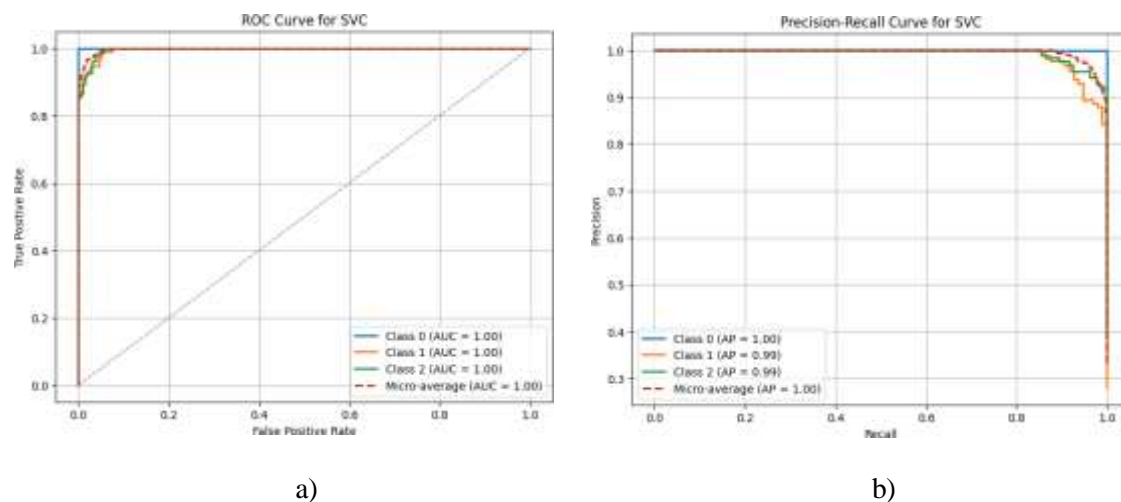 ROC Curve for SVC
1.0
0.8
0.6
0.4
0.2
0.0
True Positive Rate
0.0 0.2 0.4 0.6 0.8 1.0
False Positive Rate
Class 0 (AUC = 1.00)
Class 1 (AUC = 1.00)
Class 2 (AUC = 1.00)
Micro-average (AUC = 1.00)
a)
Precision-Recall Curve for SVC
1.0
0.9
0.8
0.7
0.6
0.5
0.4
0.3
Precision
0.0 0.2 0.4 0.6 0.8 1.0
Recall
Class 0 (AP = 1.00)
Class 1 (AP = 0.99)
Class 2 (AP = 0.99)
Micro-average (AP = 1.00)
b)